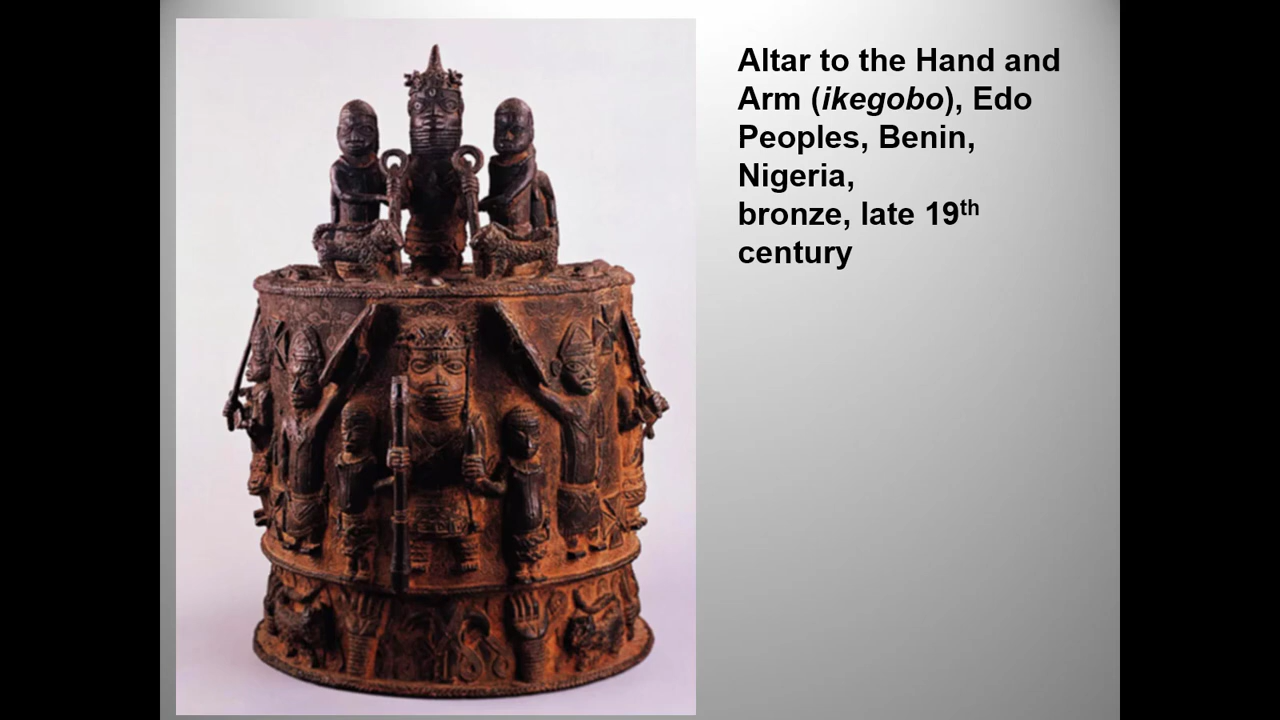 Altar to the Hand and
Arm (ikegobo), Edo
Peoples, Benin,
Nigeria,
bronze, late 19th
century